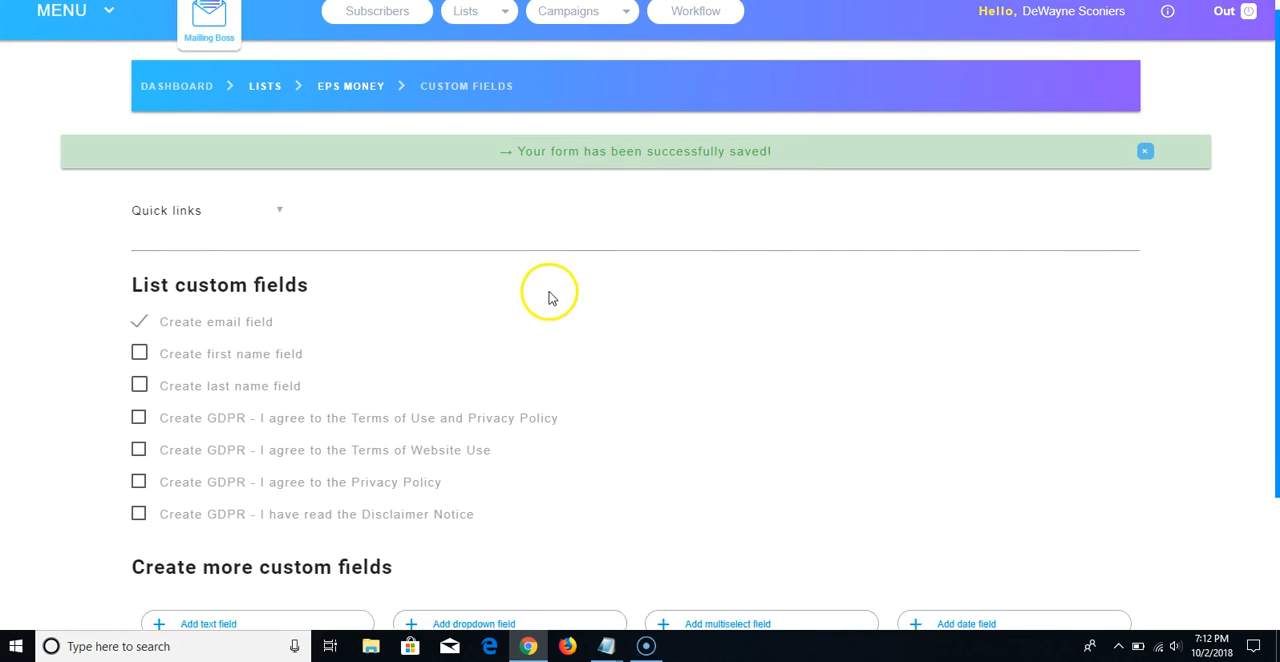 MENU
Mailing Boss
Subscribers
Lists
Campaigns
Workflow
Hello, DeWayne Sconiers
Out
DASHBOARD > LISTS > EPS MONEY > CUSTOM FIELDS
→ Your form has been successfully saved!
×
Quick links
List custom fields
Create email field
Create first name field
Create last name field
Create GDPR - I agree to the Terms of Use and Privacy Policy
Create GDPR - I agree to the Terms of Website Use
Create GDPR - I agree to the Privacy Policy
Create GDPR - I have read the Disclaimer Notice
Create more custom fields
+ Add text field
+ Add dropdown field
+ Add multiselect field
+ Add date field
Type here to search
7:12 PM
10/2/2018